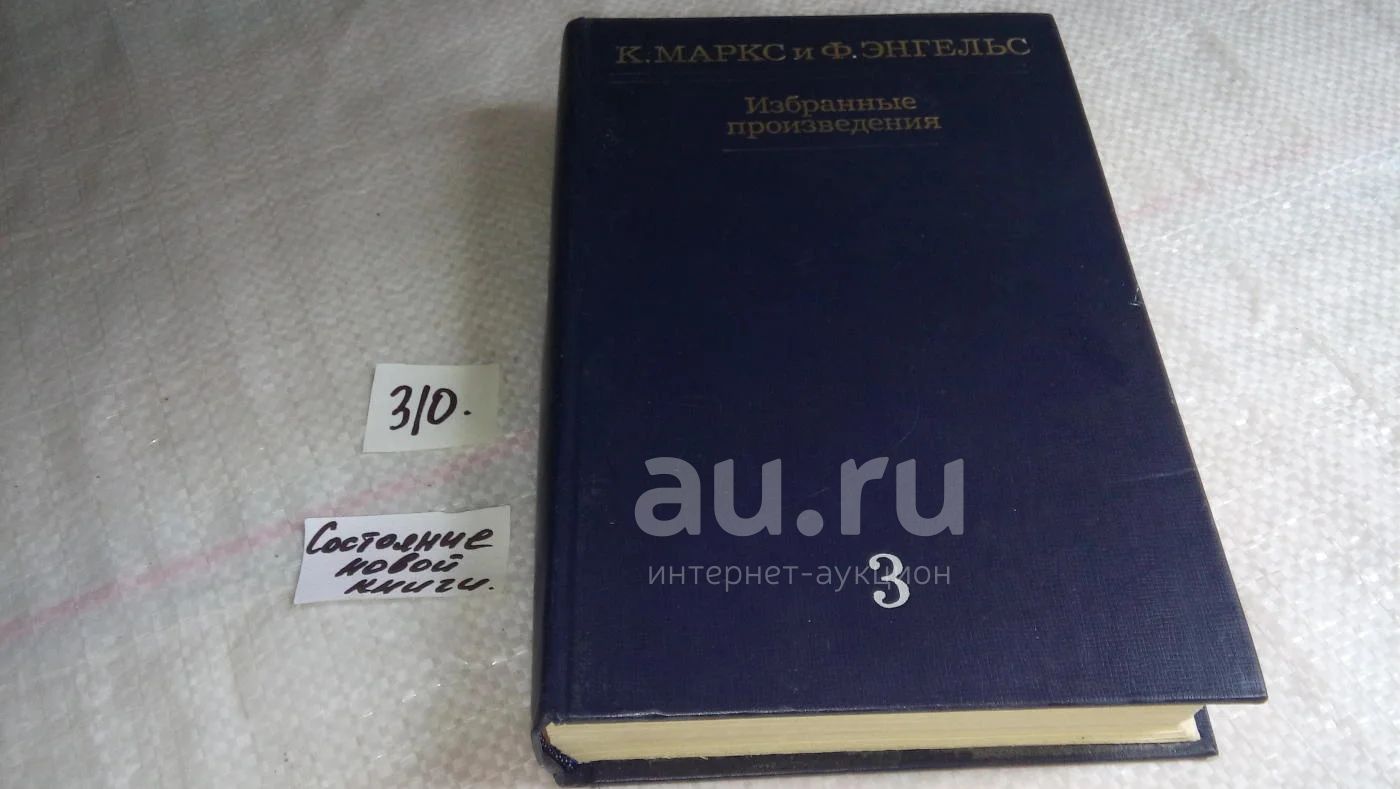 К. МАРКС и Ф. ЭНГЕЛЬС
Избранные
произведения
3/0.
Состояние
новой
книги.
au.ru
интернет-аукцион
3